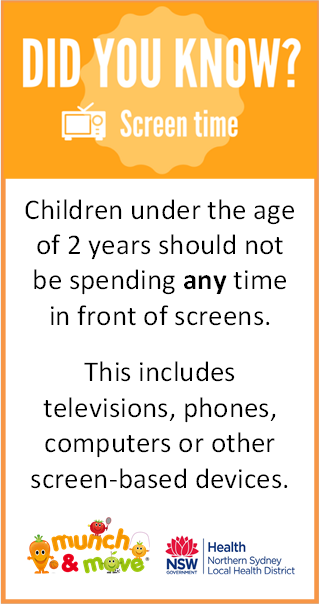 DID YOU KNOW?
Screen time
Children under the age
of 2 years should not
be spending any time
in front of screens.
This includes
televisions, phones,
computers or other
screen-based devices.
munch
& move
NSW
GOVERNMENT
Health
Northern Sydney
Local Health District